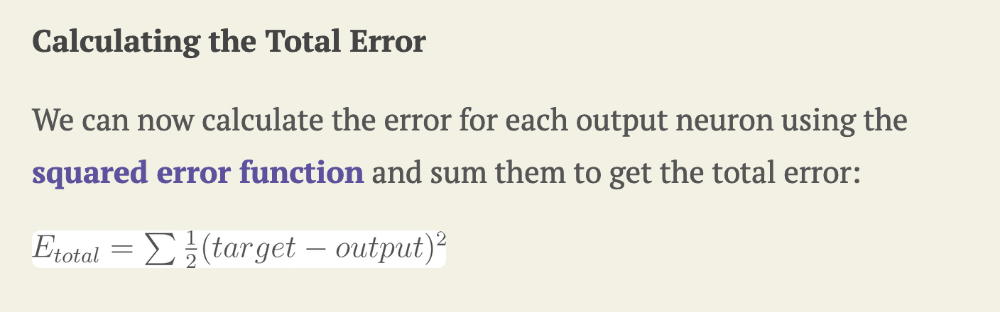 Calculating the Total Error
We can now calculate the error for each output neuron using the
squared error function and sum them to get the total error:
E_{total} = \sum \frac{1}{2}(target - output)^{2}